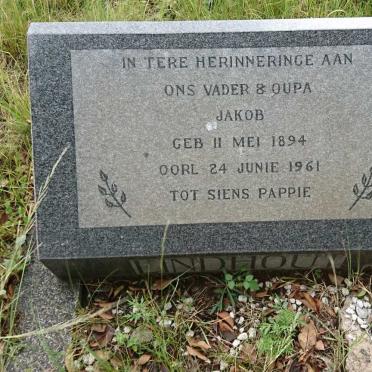 IN TERE HERINNERINGE AAN
ONS VADER & OUPA
JAKOB
GEB 11 MEI 1894
OORL 24 JUNIE 1961
TOT SIENS PAPPIE